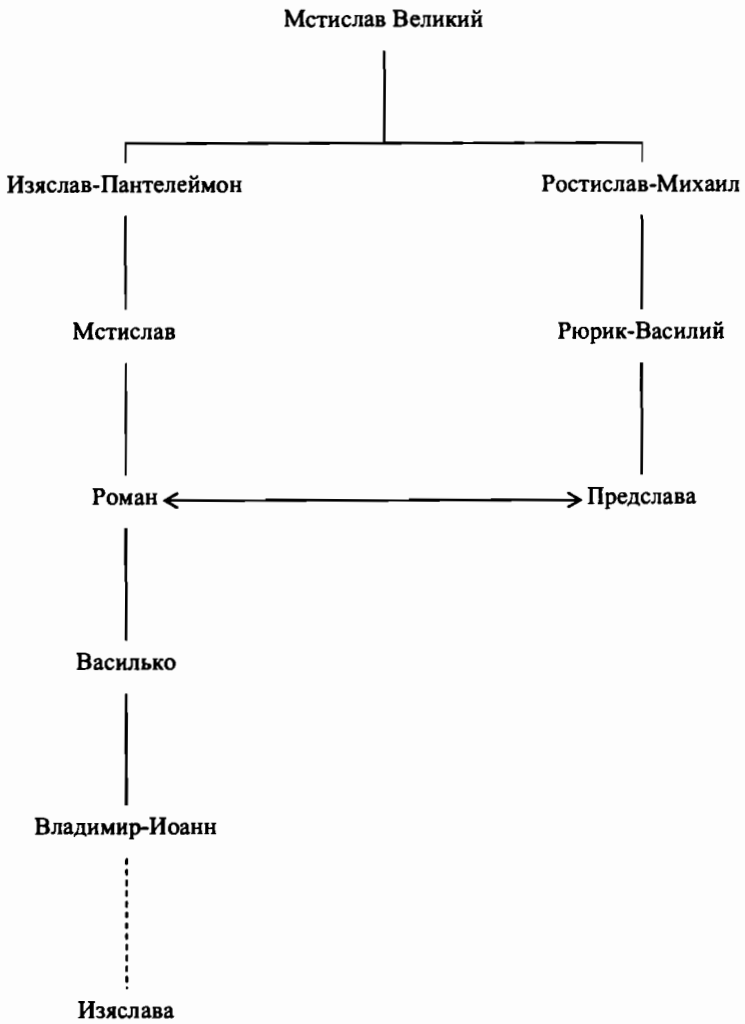 Мстислав Великий
Изяслав-Пантелеймон
Ростислав-Михаил
Мстислав
Рюрик-Василий
Роман
Предслава
Василько
Владимир-Иоанн
Изяслава